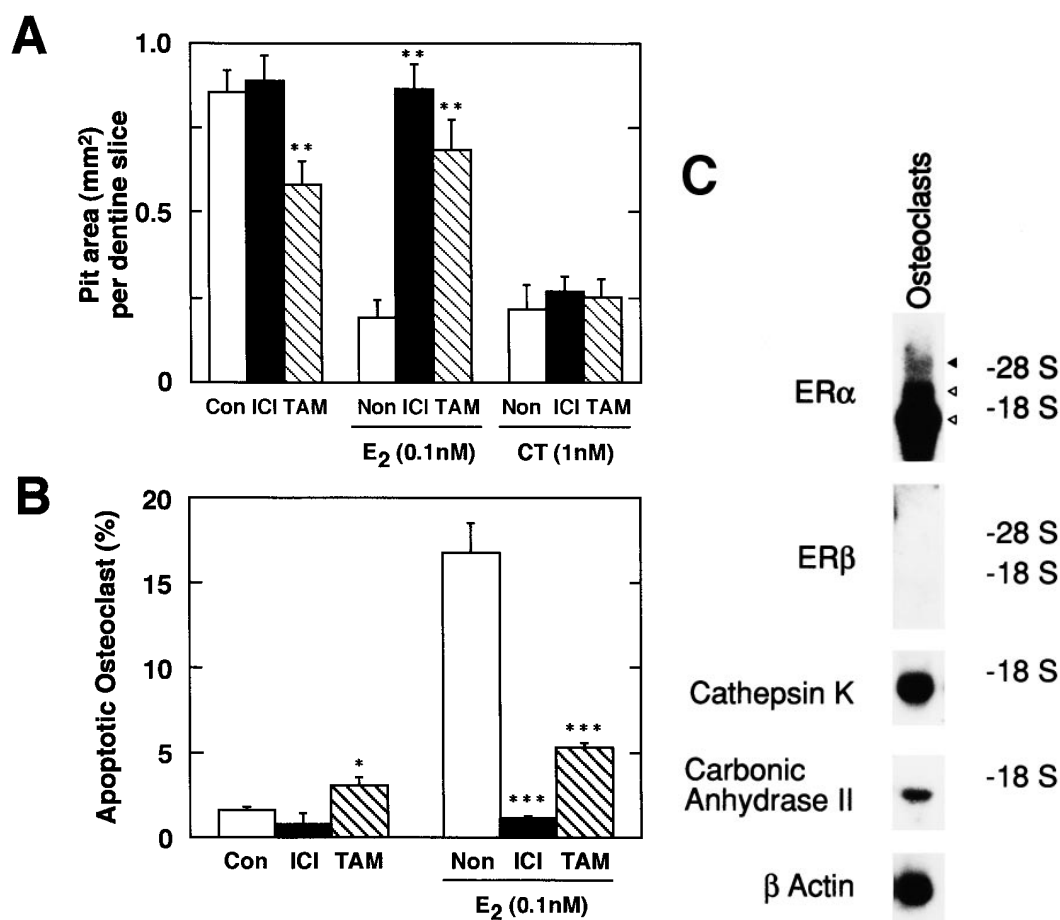 A
1.0
0.5
0
Pit area (mm²)
per dentine slice
Con ICI TAM
Non ICI TAM
Non ICI TAM
E₂ (0.1nM)
CT (1nM)
**
**
**
B
20
15
10
5
0
Apoptotic Osteoclast (%)
Con ICI TAM
Non ICI TAM
E₂ (0.1nM)
*
***
***
C
Osteoclasts
ERα
-28 S
-18 S
ERβ
-28 S
-18 S
Cathepsin K
-18 S
Carbonic
Anhydrase II
-18 S
β Actin